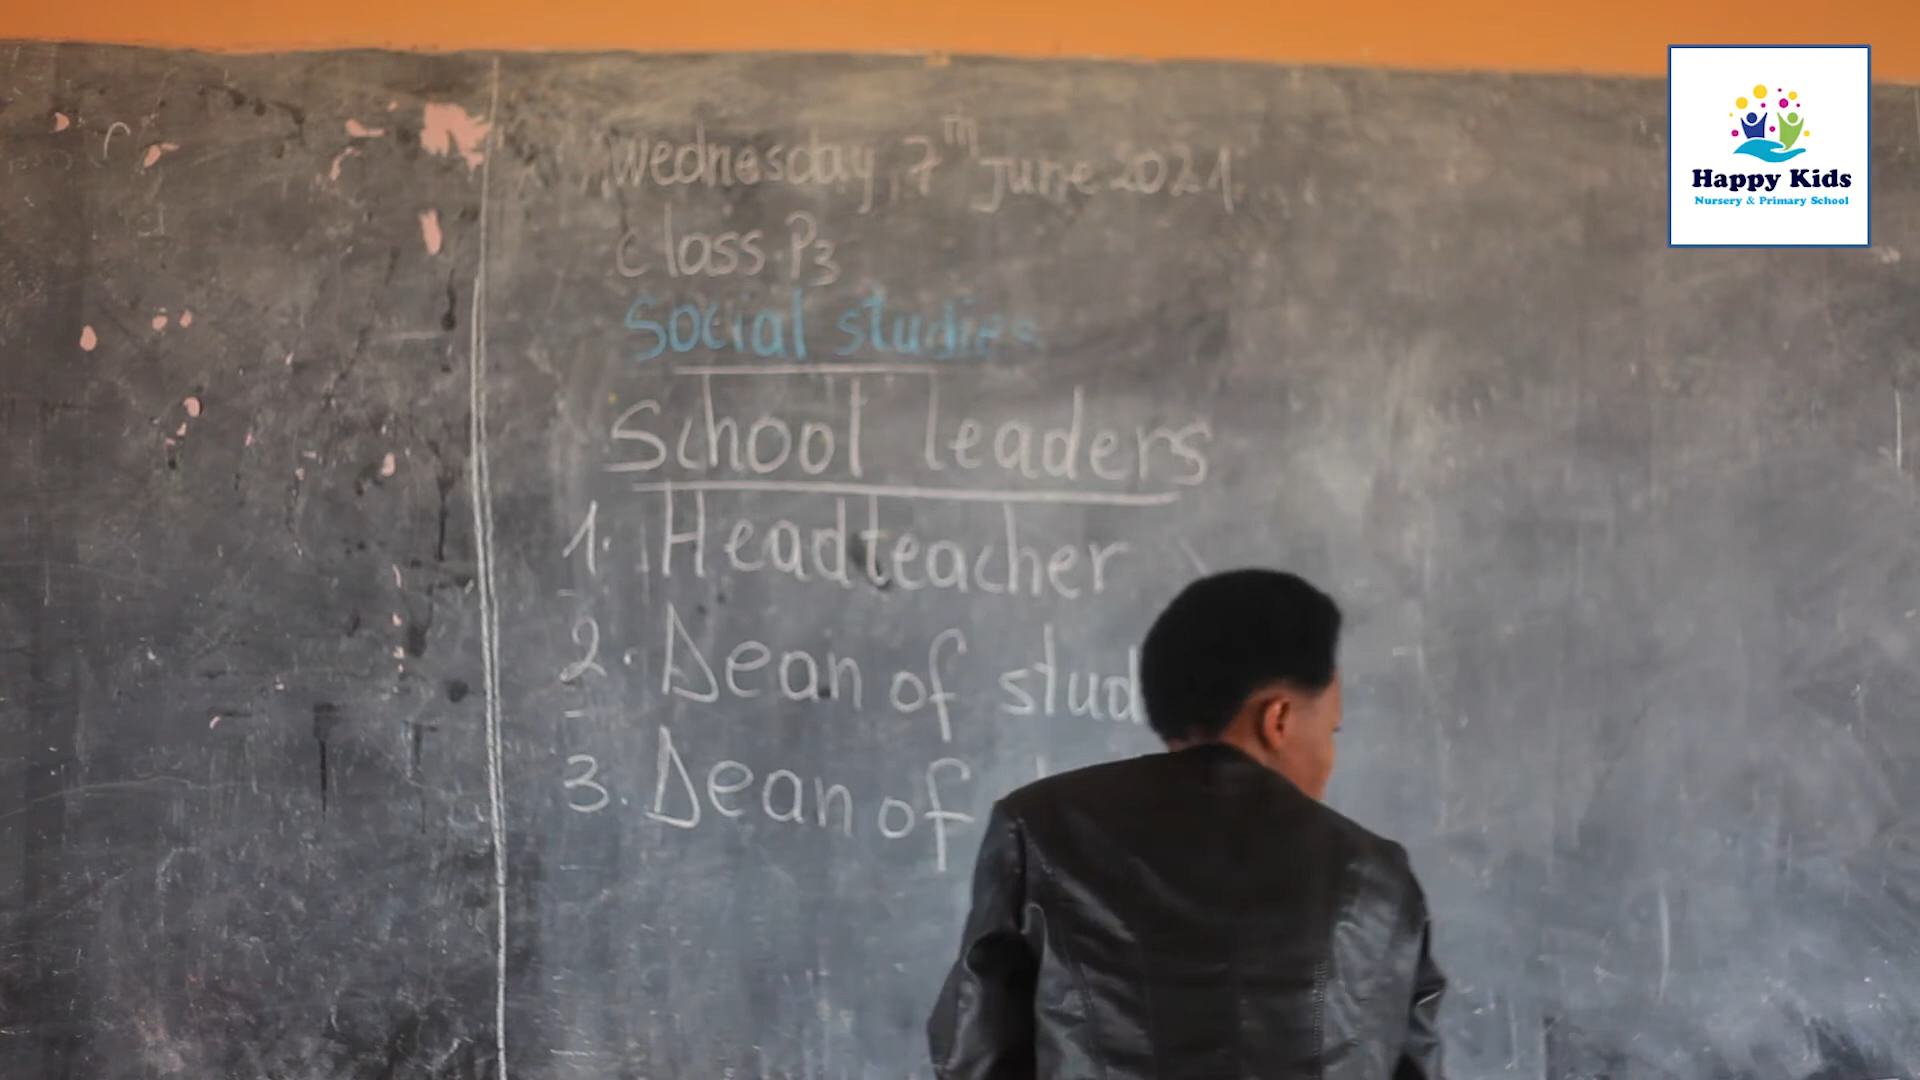 Wednesday, 7th June 2021
Class P3
Social studies
School leaders
1. Headteacher
2. Dean of stud
3. Dean of
Happy Kids
Nursery & Primary School